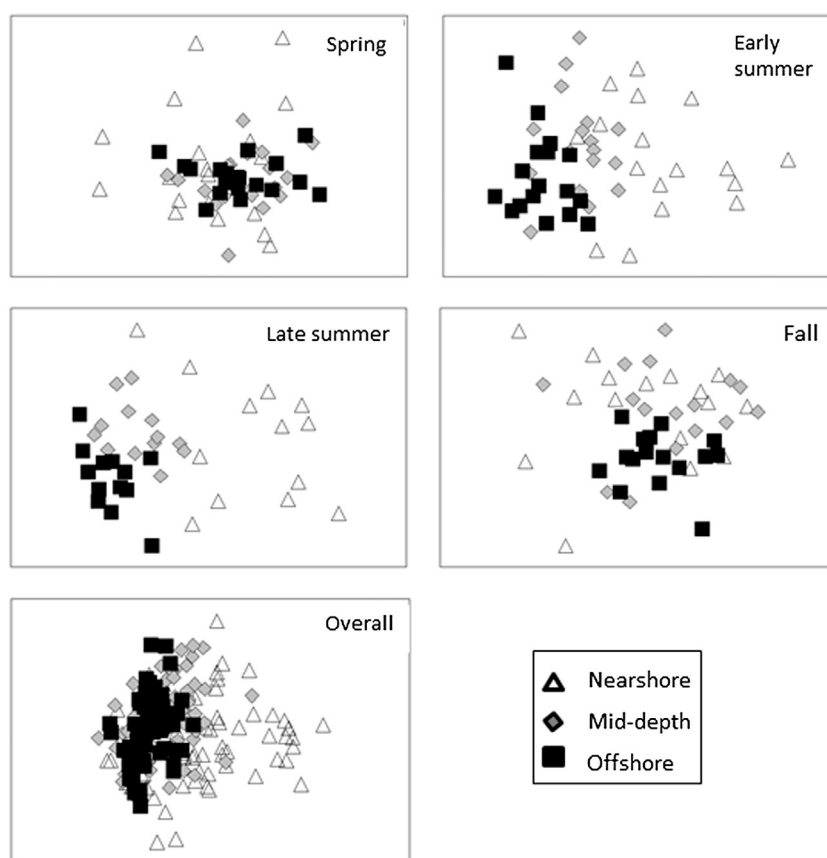 Spring
Early
summer
Late summer
Fall
Overall
Nearshore
Mid-depth
Offshore